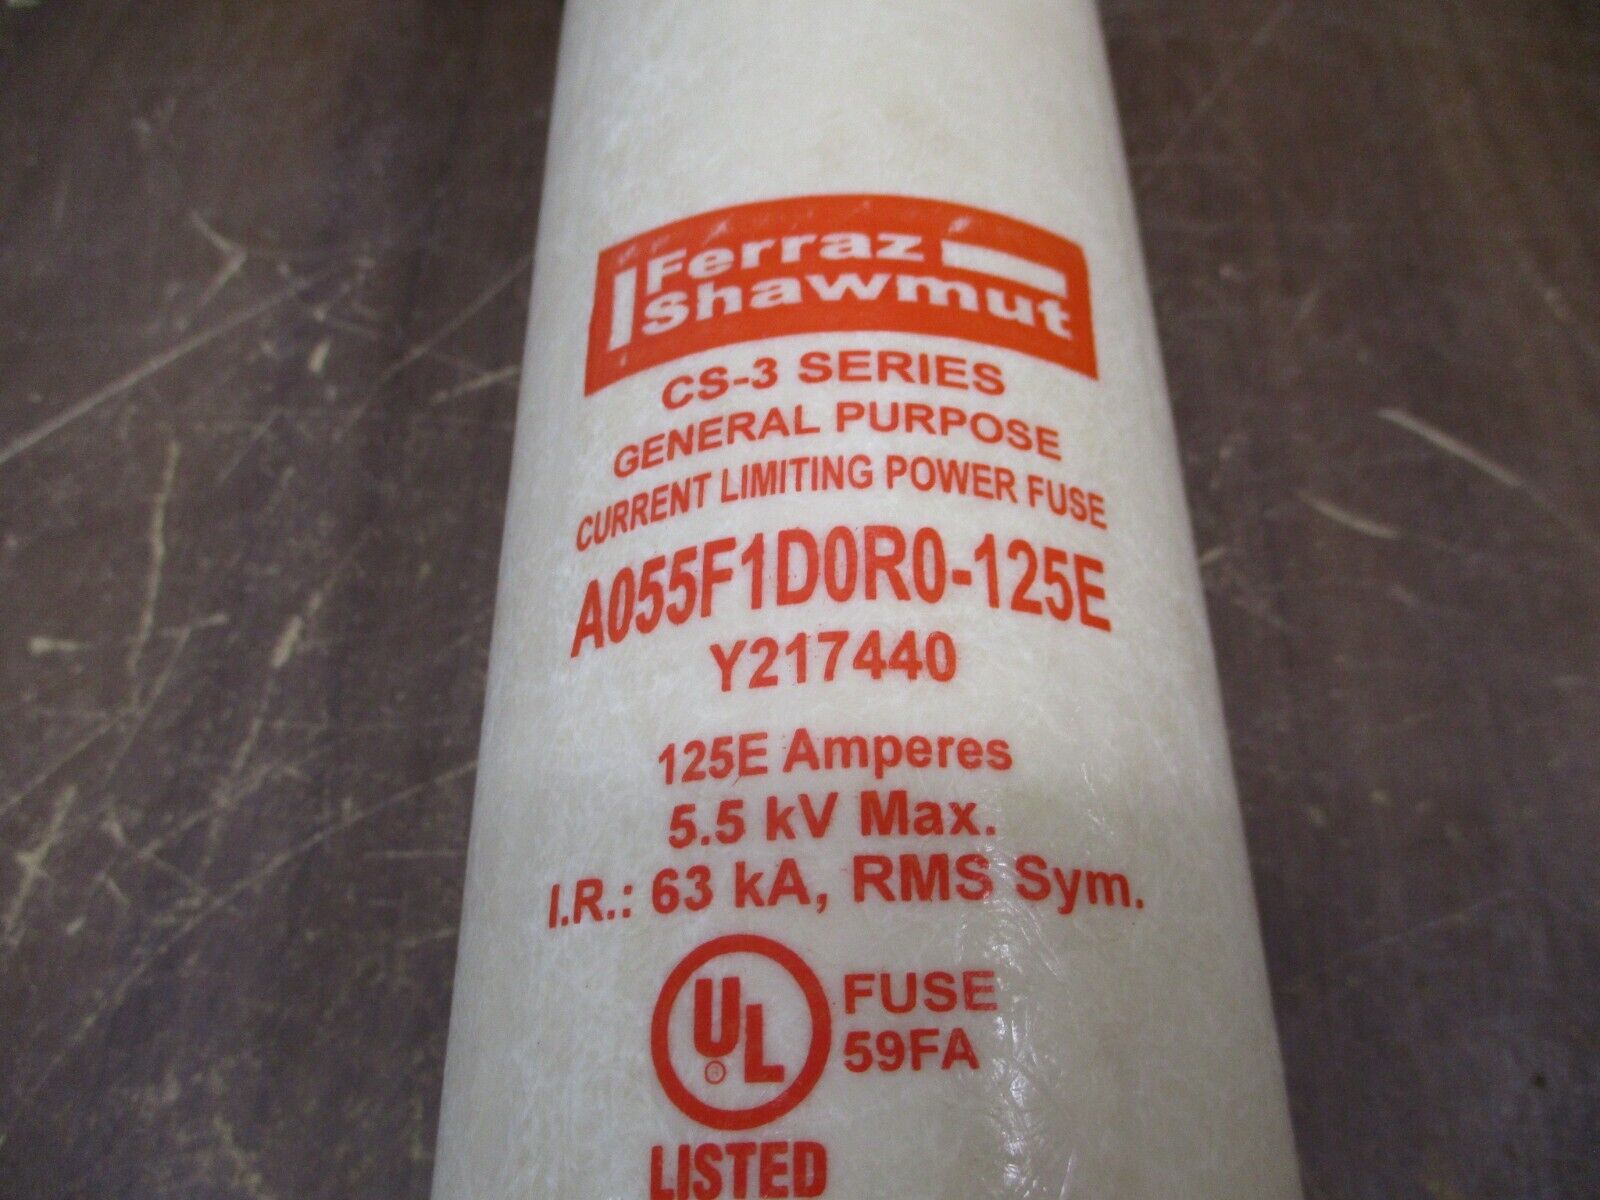 Ferraz
Shawmut
CS-3 SERIES
GENERAL PURPOSE
CURRENT LIMITING POWER FUSE
A055F1D0R0-125E
Y217440
125E Amperes
5.5 kV Max.
I.R.: 63 kA, RMS Sym.
UL ®
FUSE
59FA
LISTED